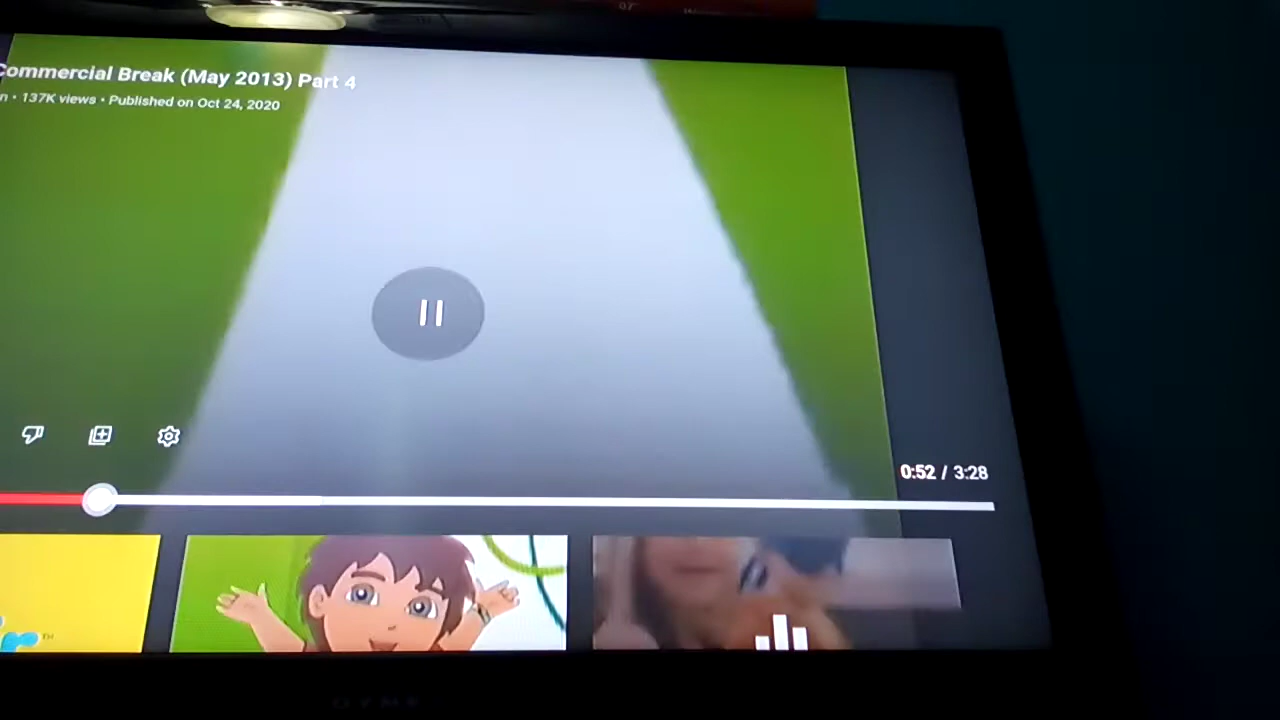 Commercial Break (May 2013) Part 4
n • 137K views • Published on Oct 24, 2020
0:52 / 3:28